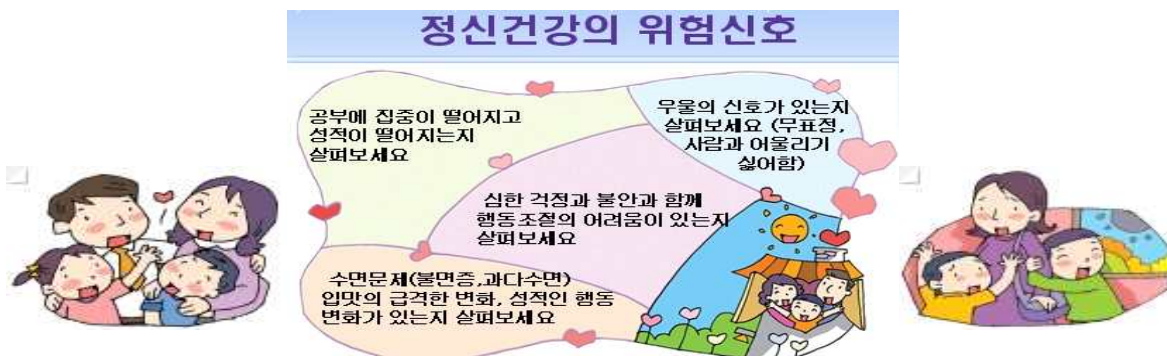 정신건강의 위험신호
공부에 집중이 떨어지고
성적이 떨어지는지
살펴보세요
우울의 신호가 있는지
살펴보세요 (무표정,
사람과 어울리기
싫어함)
심한 걱정과 불안과 함께
행동조절의 어려움이 있는지
살펴보세요
수면문제(불면증,과다수면)
입맛의 급격한 변화, 성적인 행동
변화가 있는지 살펴보세요